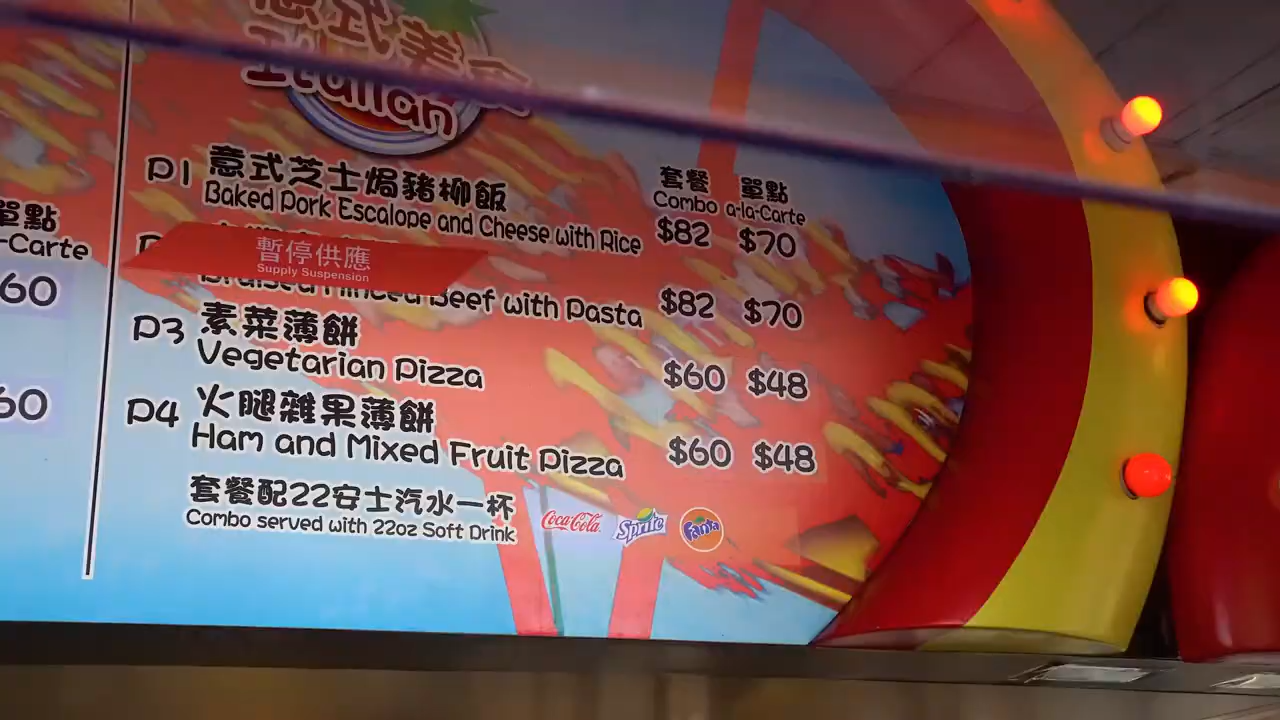 意式美食
Italian
套餐 單點
Combo a-la-Carte
P1 意式芝士焗豬柳飯
Baked Pork Escalope and Cheese with Rice $82 $70
暫停供應
Supply Suspension
Beef with Pasta $82 $70
P3 素菜薄餅
Vegetarian Pizza $60 $48
P4 火腿雜果薄餅
Ham and Mixed Fruit Pizza $60 $48
套餐配22安士汽水一杯
Combo served with 22oz Soft Drink
Coca-Cola Sprite Fanta
單點
-Carte
60
60